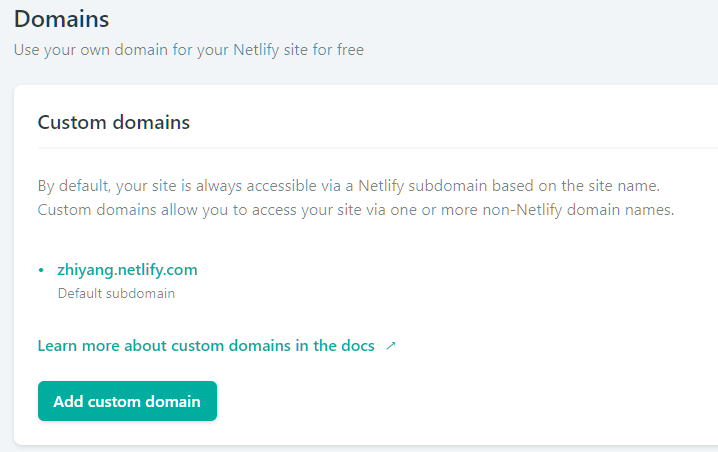 Domains
Use your own domain for your Netlify site for free
Custom domains
By default, your site is always accessible via a Netlify subdomain based on the site name.
Custom domains allow you to access your site via one or more non-Netlify domain names.
• zhiyang.netlify.com
Default subdomain
Learn more about custom domains in the docs ↗
Add custom domain